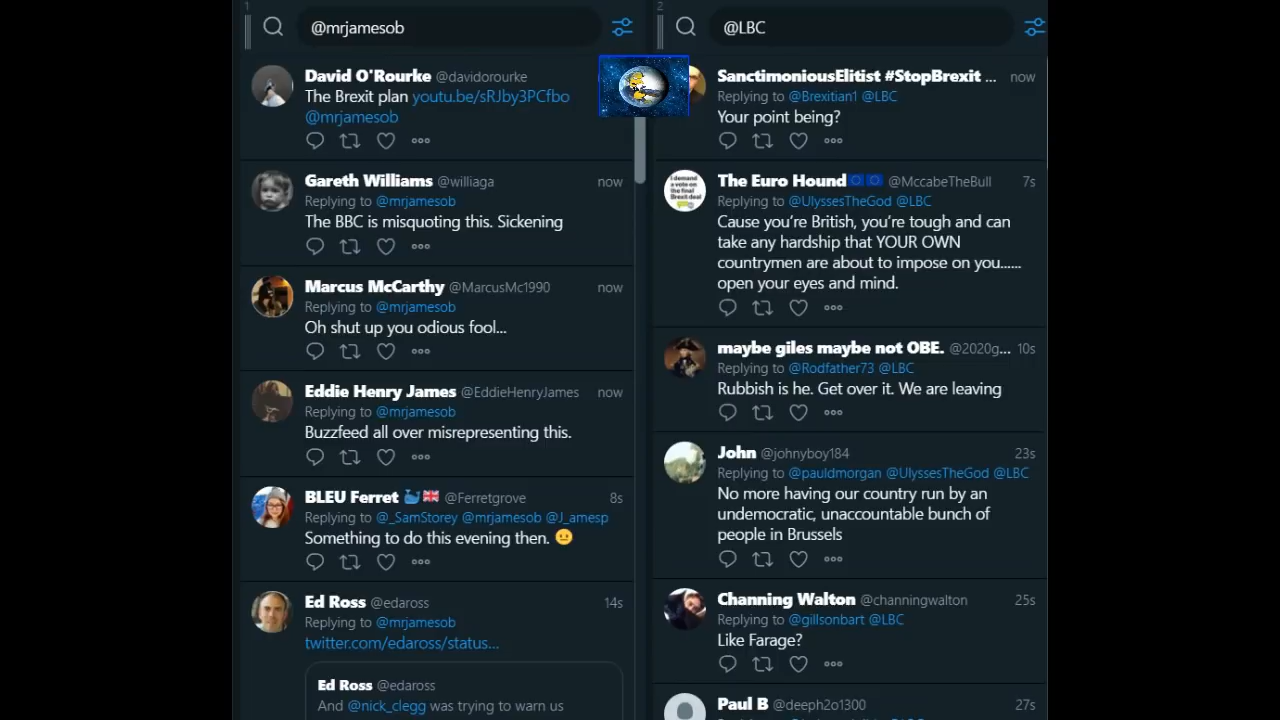 1
@mrjamesob
David O'Rourke @davidorourke
The Brexit plan youtu.be/sRJby3PCfbo
@mrjamesob
Gareth Williams @williaga now
Replying to @mrjamesob
The BBC is misquoting this. Sickening
Marcus McCarthy @MarcusMc1990 now
Replying to @mrjamesob
Oh shut up you odious fool...
Eddie Henry James @EddieHenryJames now
Replying to @mrjamesob
Buzzfeed all over misrepresenting this.
BLEU Ferret @Ferretgrove 8s
Replying to @_SamStorey @mrjamesob @J_amesp
Something to do this evening then.
Ed Ross @edaross 14s
Replying to @mrjamesob
twitter.com/edaross/status...
Ed Ross @edaross
And @nick_clegg was trying to warn us
2
@LBC
SanctimoniousElitist #StopBrexit ... now
Replying to @Brexitian1 @LBC
Your point being?
I demand
a vote on
the final
Brexit deal
The Euro Hound @MccabeTheBull 7s
Replying to @UlyssesTheGod @LBC
Cause you're British, you're tough and can
take any hardship that YOUR OWN
countrymen are about to impose on you......
open your eyes and mind.
maybe giles maybe not OBE. @2020g... 10s
Replying to @Rodfather73 @LBC
Rubbish is he. Get over it. We are leaving
John @johnyboy184 23s
Replying to @pauldmorgan @UlyssesTheGod @LBC
No more having our country run by an
undemocratic, unaccountable bunch of
people in Brussels
Channing Walton @channingwalton 25s
Replying to @gillsonbart @LBC
Like Farage?
Paul B @deeph2o1300 27s